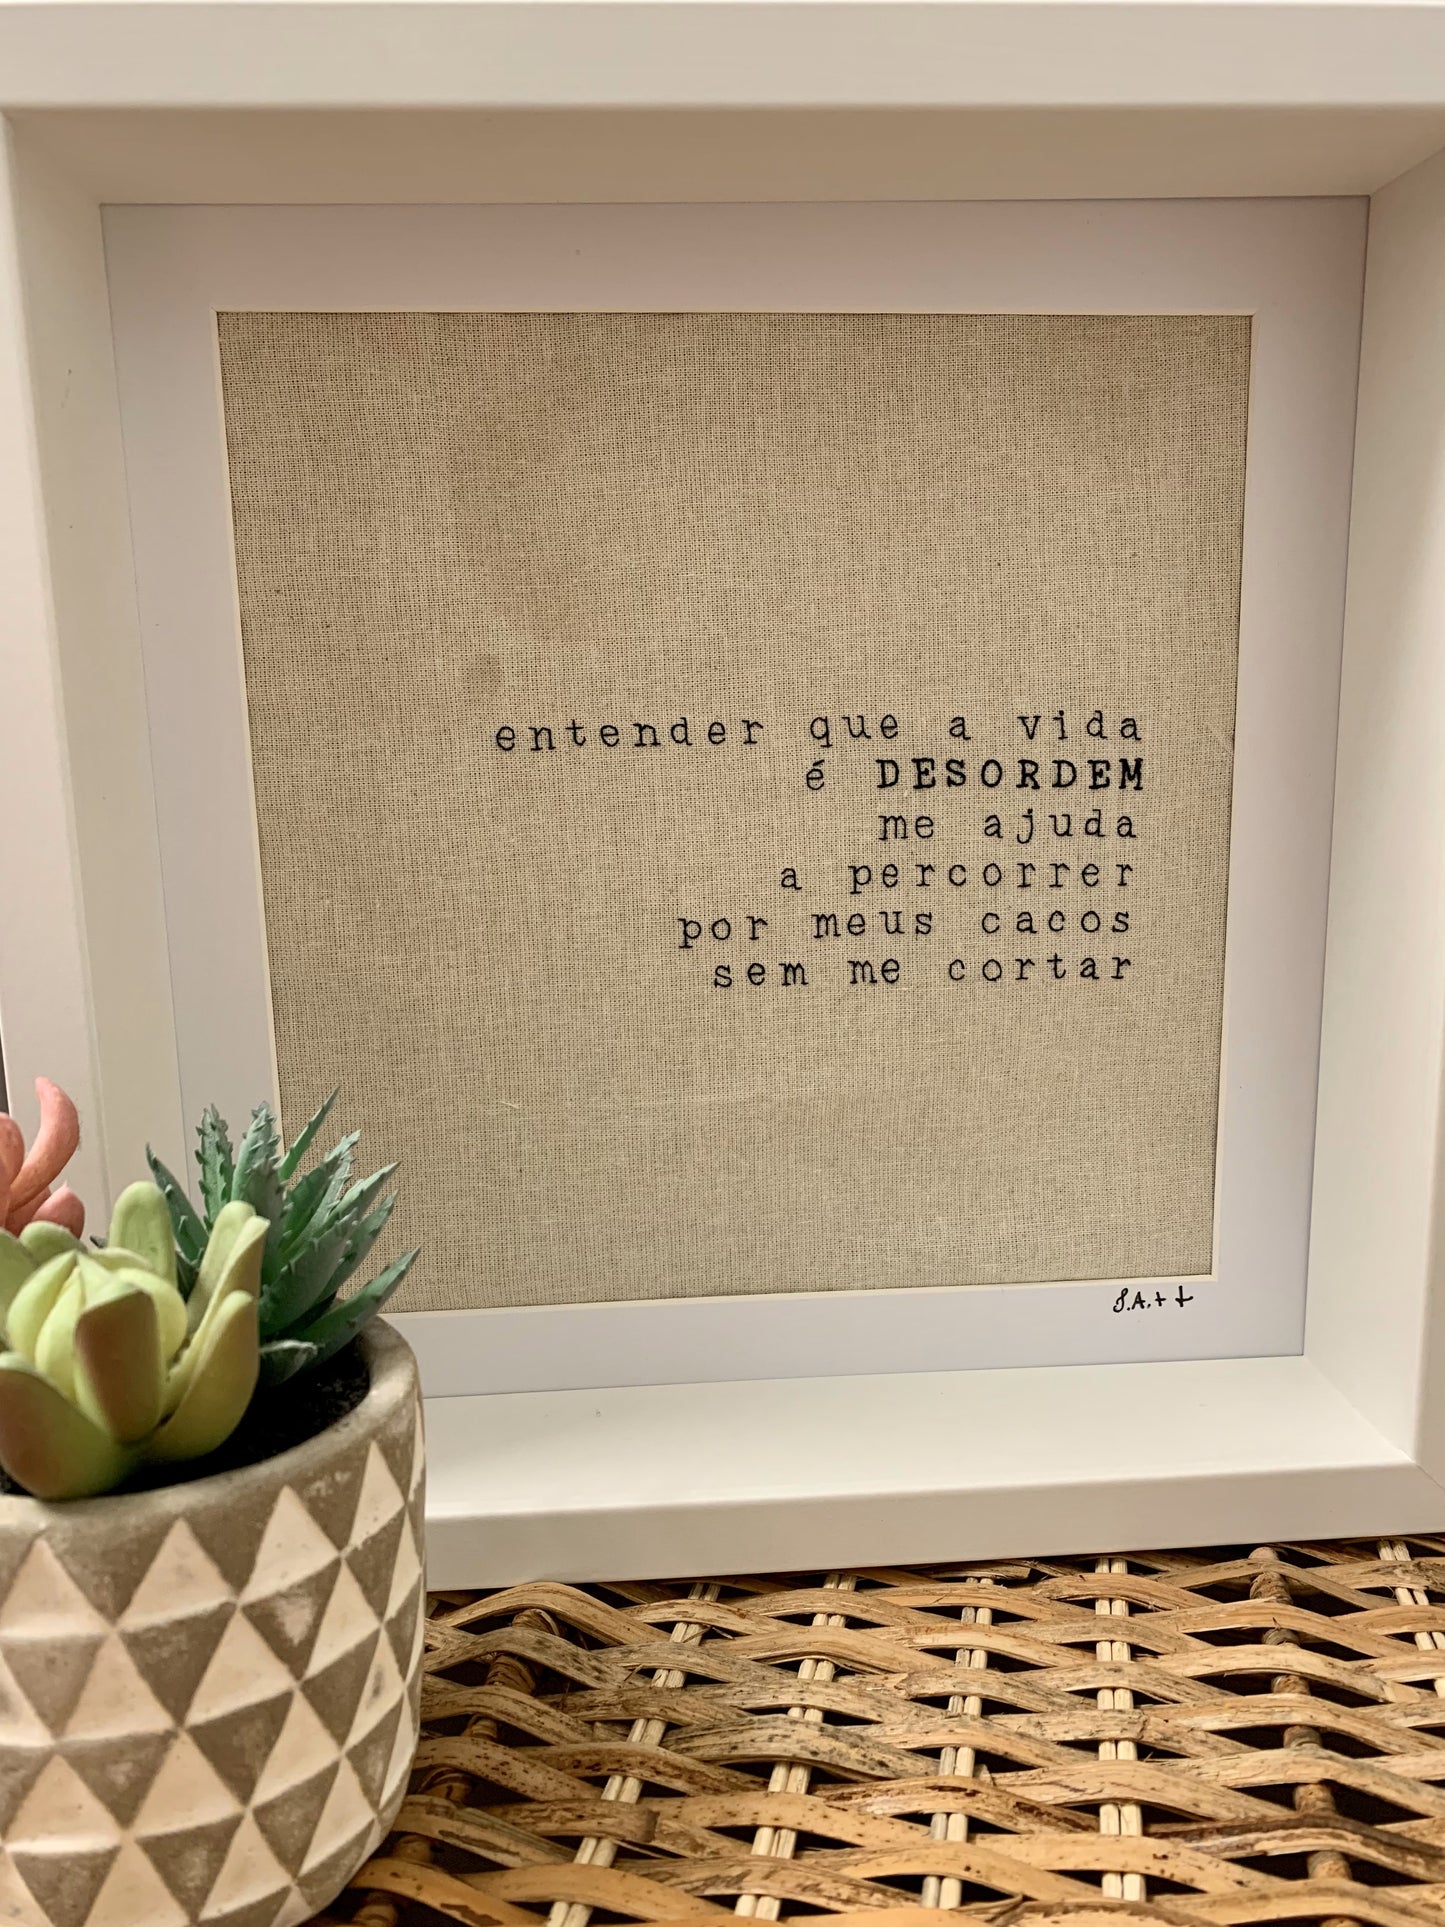 entender que a vida
é DESORDEM
me ajuda
a percorrer
por meus cacos
sem me cortar